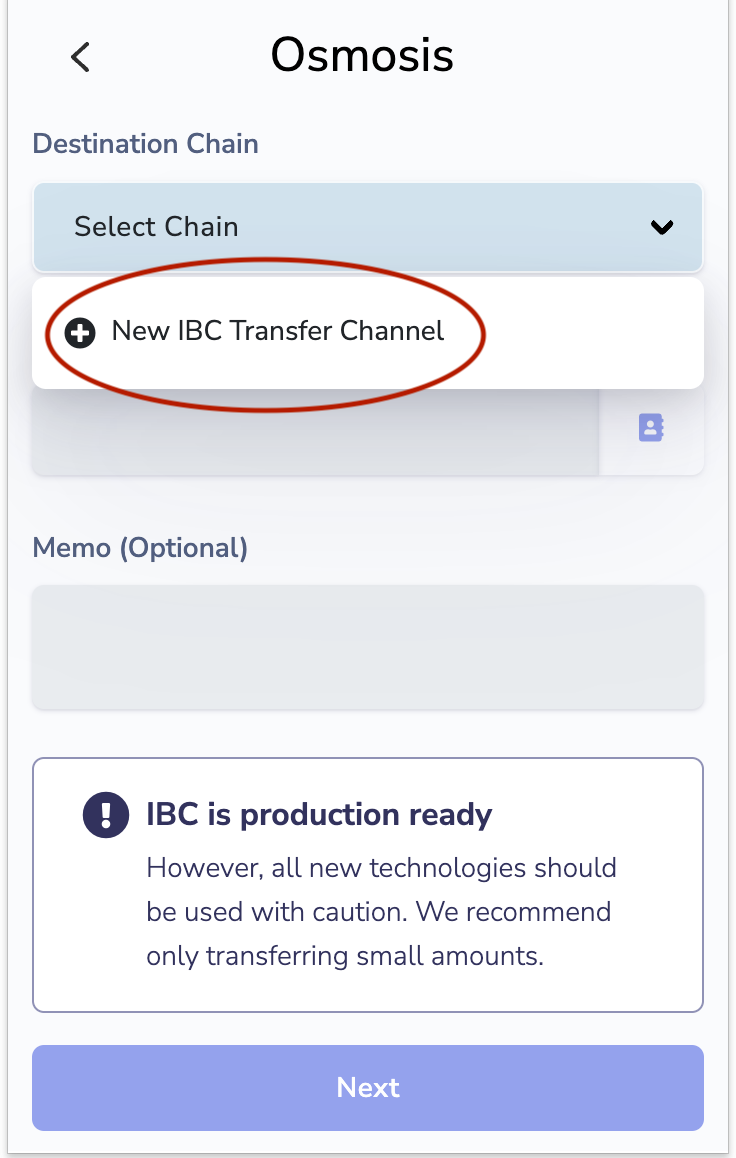 Osmosis
Destination Chain
Select Chain
New IBC Transfer Channel
Memo (Optional)
IBC is production ready
However, all new technologies should
be used with caution. We recommend
only transferring small amounts.
Next